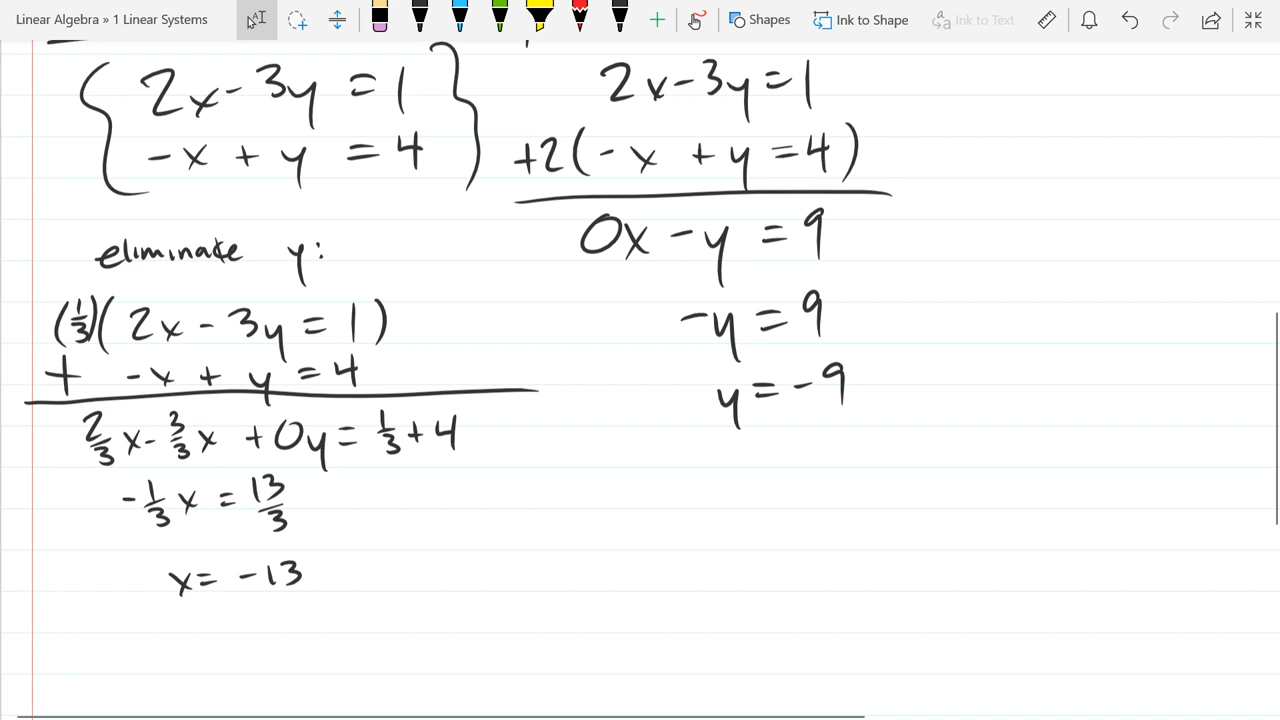 Linear Algebra » 1 Linear Systems
Shapes
Ink to Shape
Ink to Text
2x - 3y = 1
-x + y = 4
2x - 3y = 1
+2(-x + y = 4)
0x - y = 9
-y = 9
y = -9
eliminate y:
(1/3)(2x - 3y = 1)
+ -x + y = 4
2/3 x - 3/3 x + 0y = 1/3 + 4
-1/3 x = 13/3
x = -13